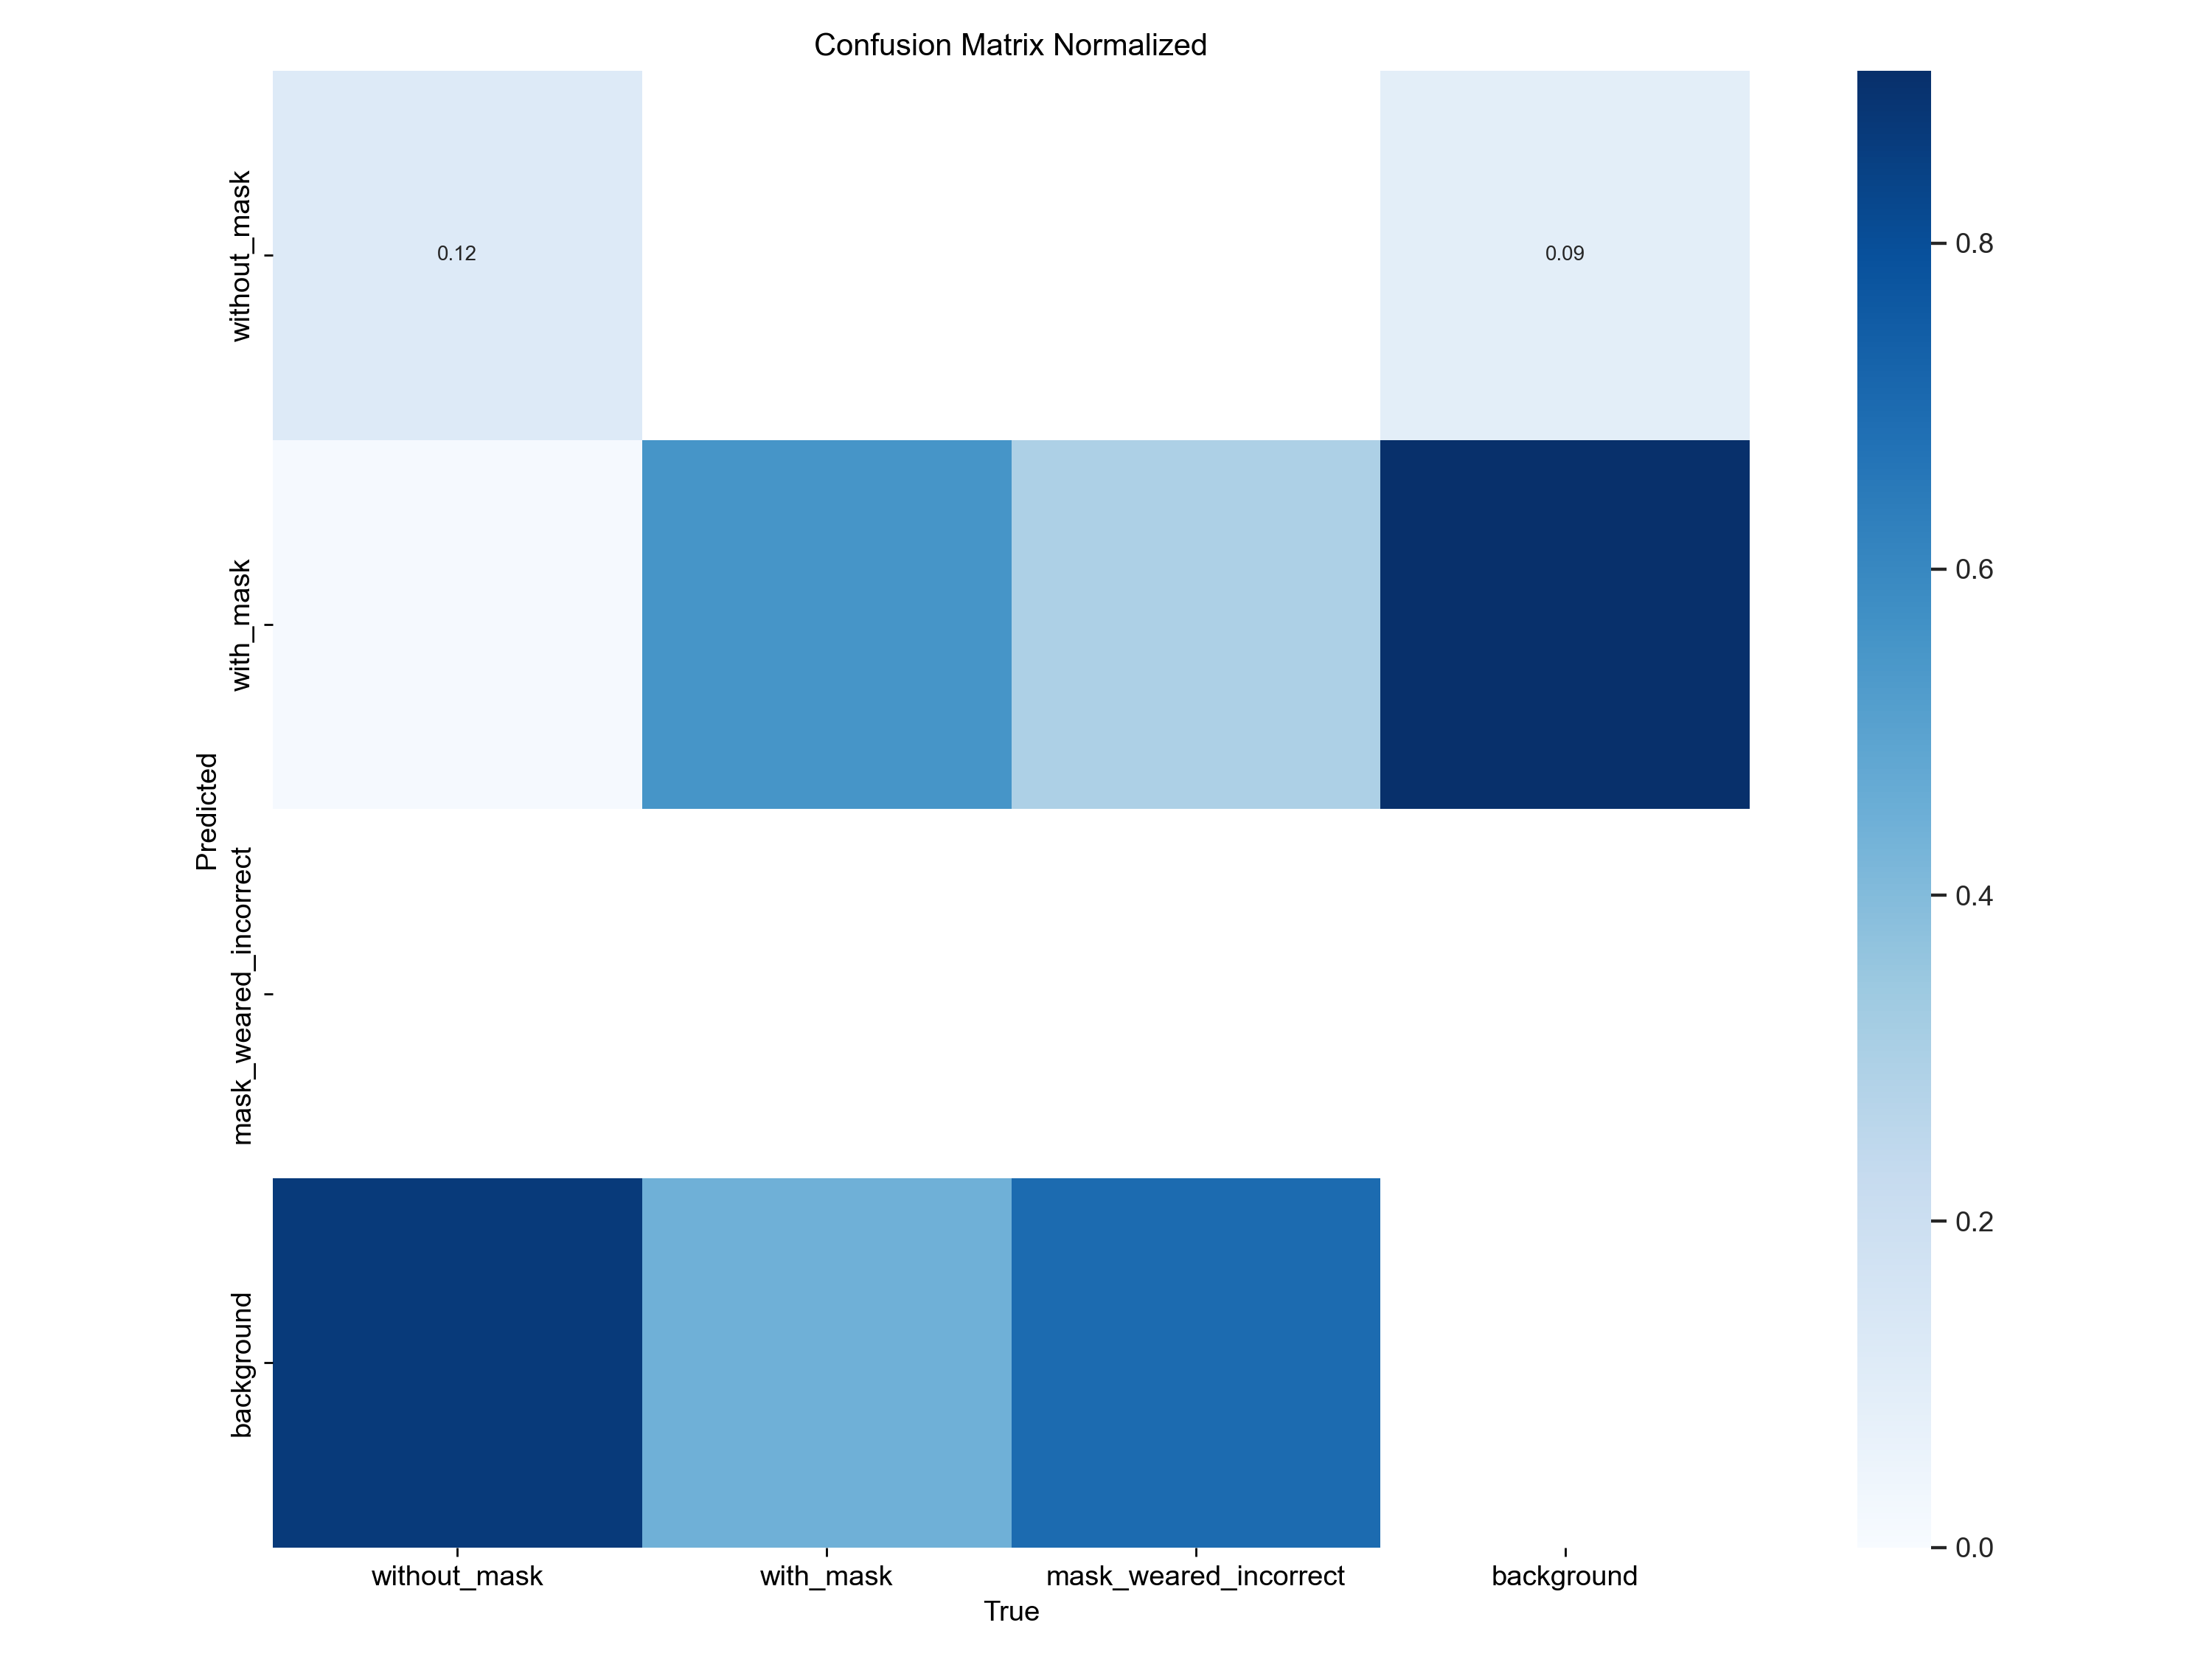 Confusion Matrix Normalized
without_mask
0.12
0.09
with_mask
mask_weared_incorrect
background
Predicted
without_mask
with_mask
mask_weared_incorrect
background
True
0.8
0.6
0.4
0.2
0.0